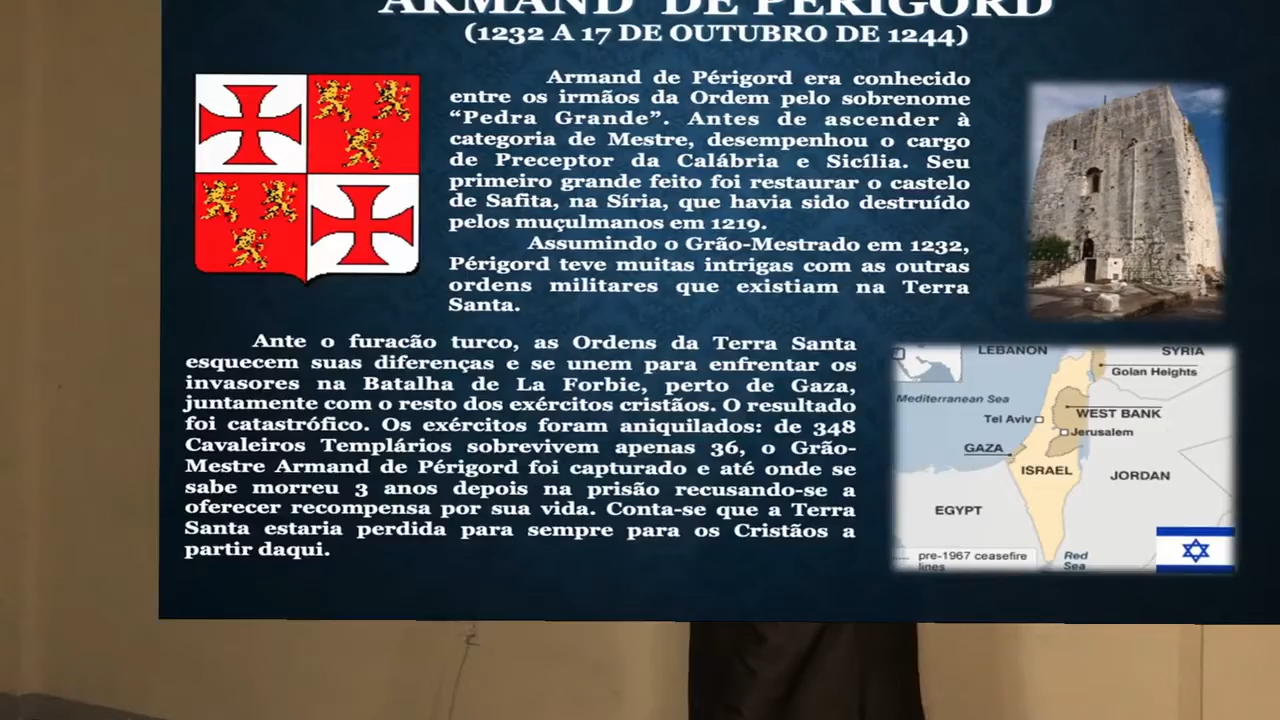 ARMAND DE PÉRIGORD
(1232 A 17 DE OUTUBRO DE 1244)
Armand de Périgord era conhecido
entre os irmãos da Ordem pelo sobrenome
“Pedra Grande”. Antes de ascender à
categoria de Mestre, desempenhou o cargo
de Preceptor da Calábria e Sicília. Seu
primeiro grande feito foi restaurar o castelo
de Safita, na Síria, que havia sido destruído
pelos muçulmanos em 1219.
Assumindo o Grão-Mestrado em 1232,
Périgord teve muitas intrigas com as outras
ordens militares que existiam na Terra
Santa.
Ante o furacão turco, as Ordens da Terra Santa
esquecem suas diferenças e se unem para enfrentar os
invasores na Batalha de La Forbie, perto de Gaza,
juntamente com o resto dos exércitos cristãos. O resultado
foi catastrófico. Os exércitos foram aniquilados: de 348
Cavaleiros Templários sobrevivem apenas 36, o Grão-
Mestre Armand de Périgord foi capturado e até onde se
sabe morreu 3 anos depois na prisão recusando-se a
oferecer recompensa por sua vida. Conta-se que a Terra
Santa estaria perdida para sempre para os Cristãos a
partir daqui.
LEBANON
SYRIA
Golan Heights
Mediterranean Sea
WEST BANK
Tel Aviv
Jerusalem
GAZA
ISRAEL
JORDAN
EGYPT
pre-1967 ceasefire
lines
Red
Sea